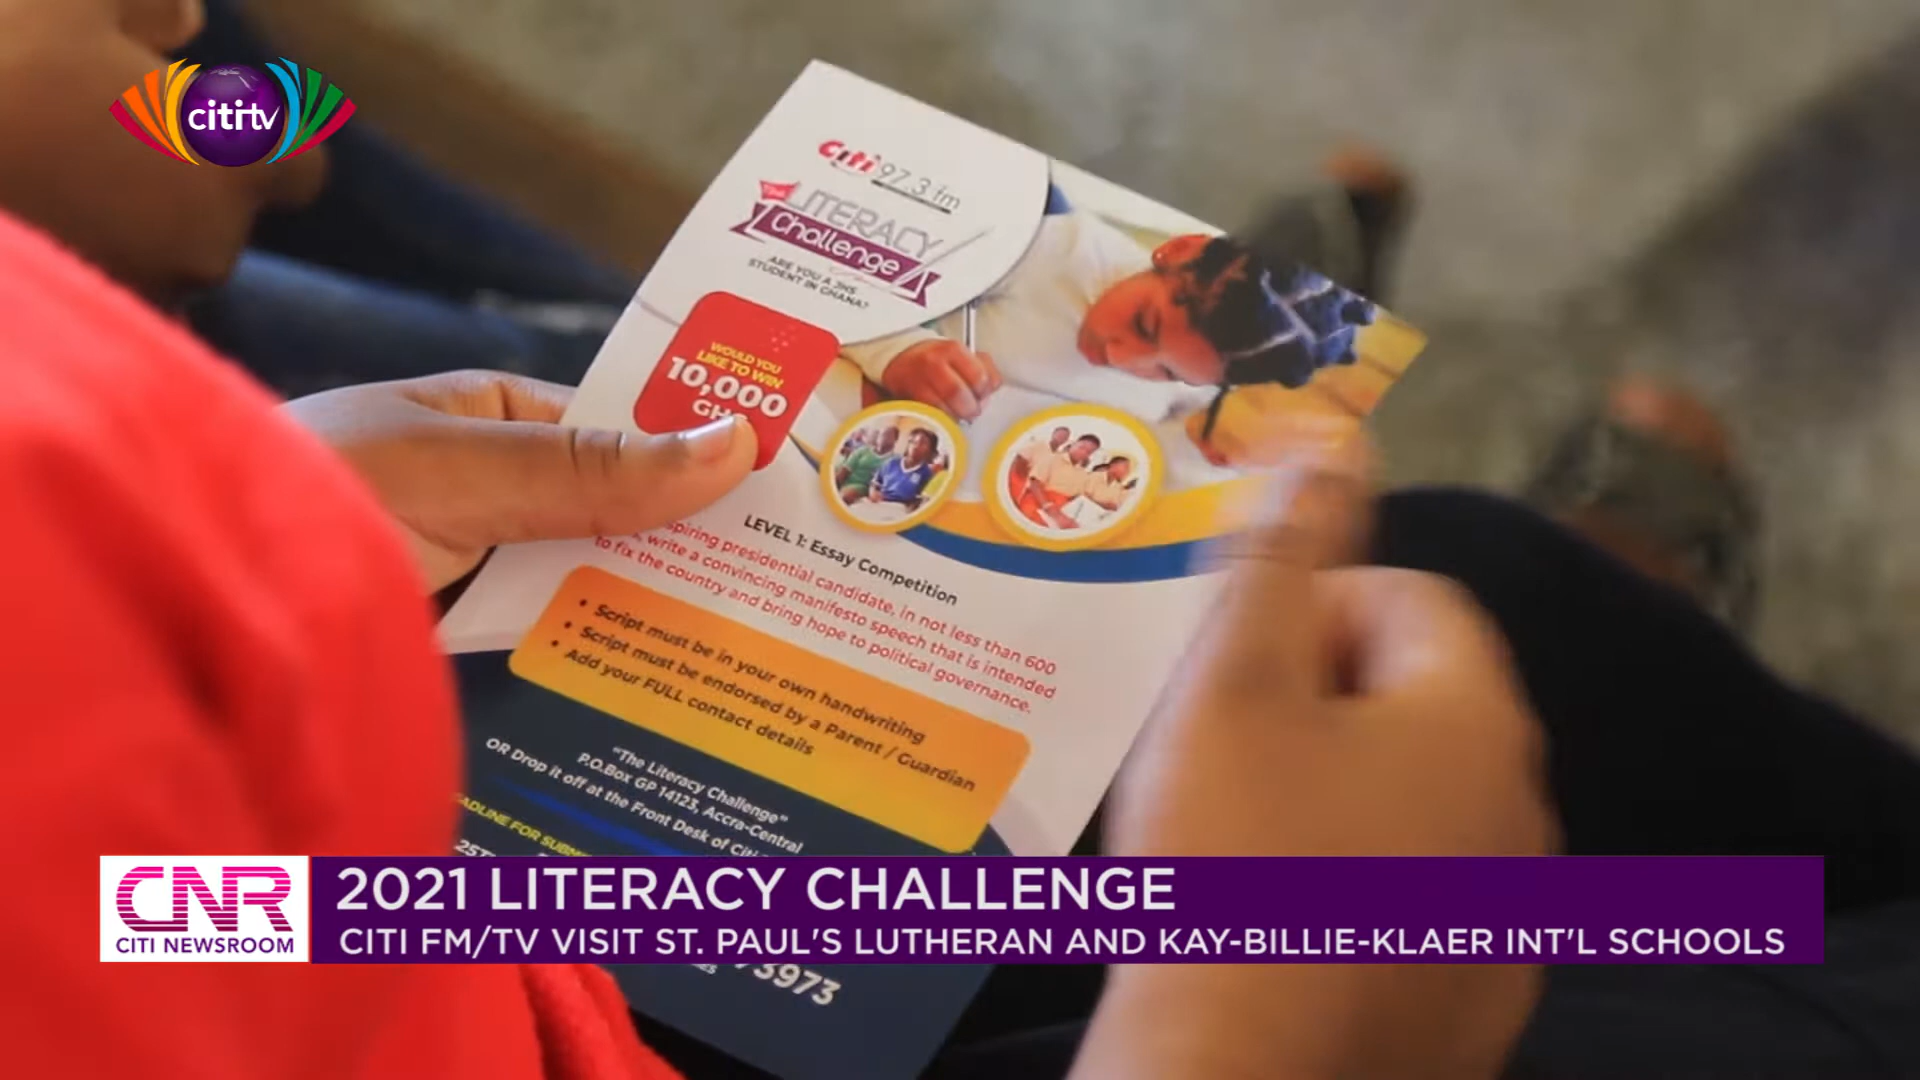 cititv
Citi 97.3 fm
The
LITERACY
Challenge
ARE YOU A JHS
STUDENT IN GHANA?
WOULD YOU
LIKE TO WIN
10,000
LEVEL 1: Essay Competition
presidential candidate, in not less than 600
write a convincing manifesto speech that is intended
to fix the country and bring hope to political governance.
• Script must be in your own handwriting
• Script must be endorsed by a Parent / Guardian
• Add your FULL contact details
"The Literacy Challenge"
P.O.Box GP 14123, Accra-Central
OR Drop it off at the Front Desk of Citi
FOR
CNR
CITI NEWSROOM
2021 LITERACY CHALLENGE
CITI FM/TV VISIT ST. PAUL'S LUTHERAN AND KAY-BILLIE-KLAER INT'L SCHOOLS
3973